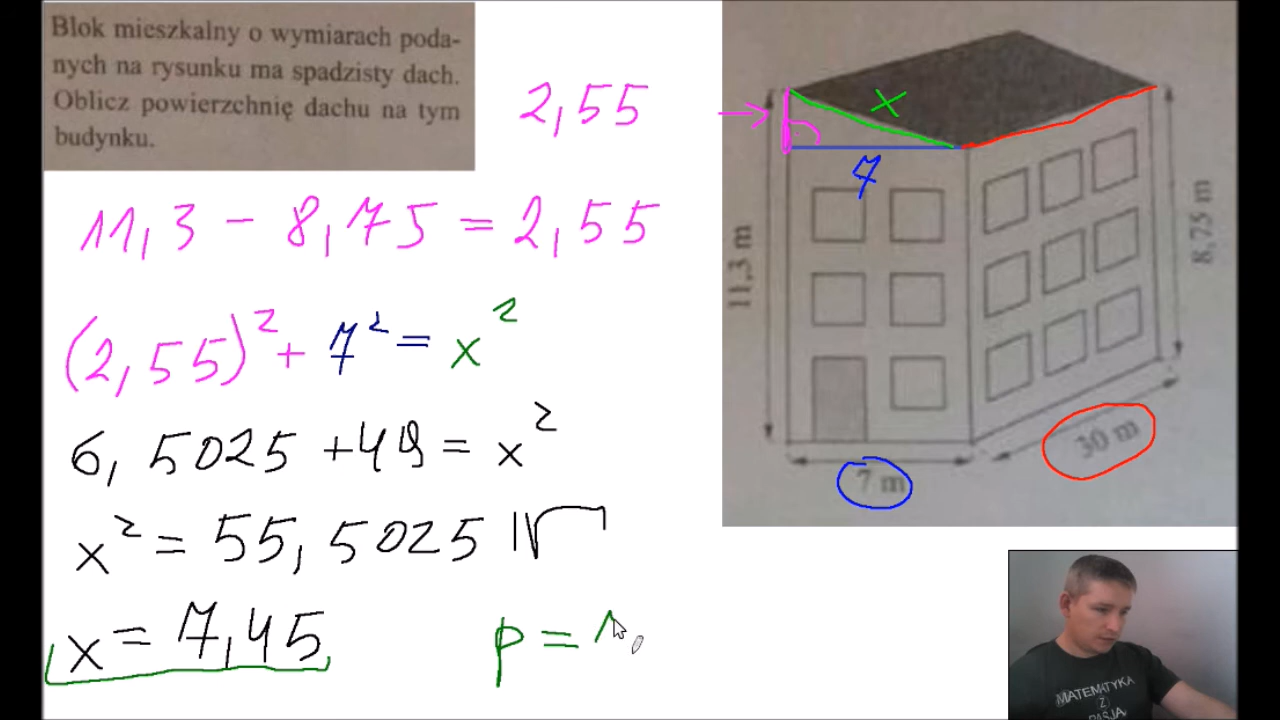 Blok mieszkalny o wymiarach poda-
nych na rysunku ma spadzisty dach.
Oblicz powierzchnię dachu na tym
budynku.
2,55
11,3 - 8,75 = 2,55
(2,55)² + 7² = x²
6,5025 + 49 = x²
x² = 55,5025 |√
x = 7,45
p =
x
7
11,3 m
8,75 m
7 m
30 m
MATEMATYKA
Z
PASJĄ